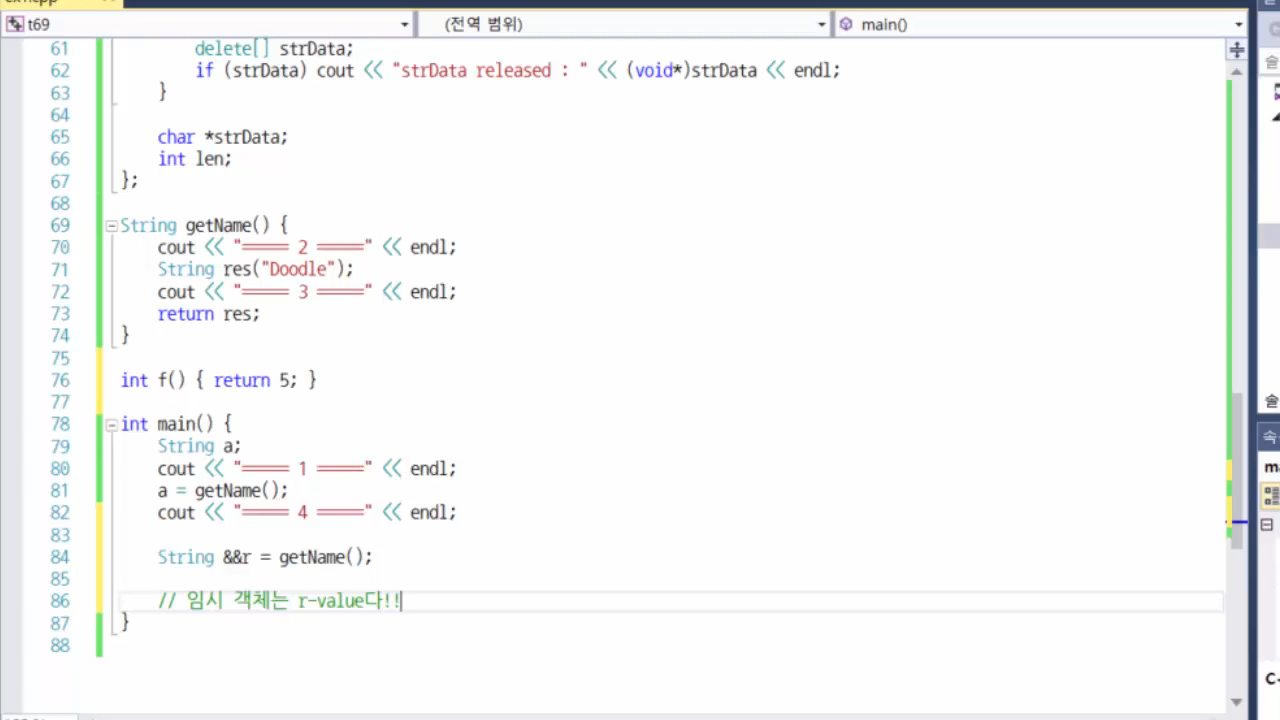 t69 (전역 범위) main()
61 delete[] strData;
62 if (strData) cout << "strData released : " << (void*)strData << endl;
63 }
64
65 char *strData;
66 int len;
67 };
68
69 String getName() {
70 cout << "===== 2 =====" << endl;
71 String res("Doodle");
72 cout << "===== 3 =====" << endl;
73 return res;
74 }
75
76 int f() { return 5; }
77
78 int main() {
79 String a;
80 cout << "===== 1 =====" << endl;
81 a = getName();
82 cout << "===== 4 =====" << endl;
83
84 String &&r = getName();
85
86 // 임시 객체는 r-value다!!
87 }
88
솔
속